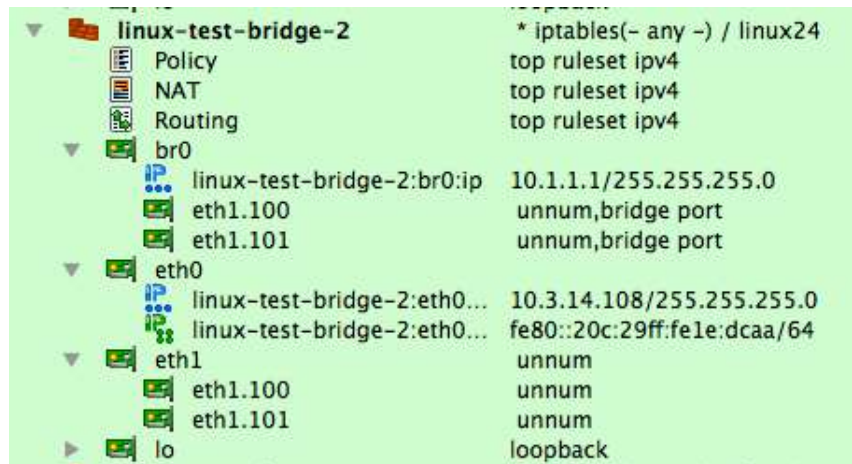 linux-test-bridge-2 * iptables(- any -) / linux24
Policy top ruleset ipv4
NAT top ruleset ipv4
Routing top ruleset ipv4
br0
linux-test-bridge-2:br0:ip 10.1.1.1/255.255.255.0
eth1.100 unnum,bridge port
eth1.101 unnum,bridge port
eth0
linux-test-bridge-2:eth0... 10.3.14.108/255.255.255.0
linux-test-bridge-2:eth0... fe80::20c:29ff:fe1e:dcaa/64
eth1 unnum
eth1.100 unnum
eth1.101 unnum
lo loopback